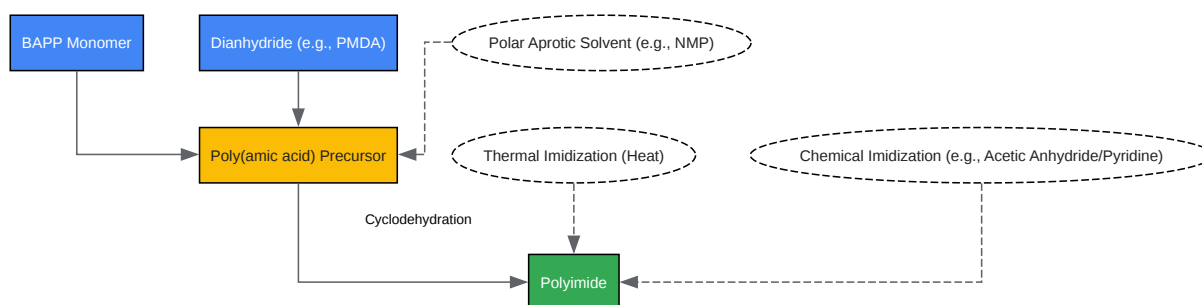 BAPP Monomer
Dianhydride (e.g., PMDA)
Polar Aprotic Solvent (e.g., NMP)
Poly(amic acid) Precursor
Thermal Imidization (Heat)
Chemical Imidization (e.g., Acetic Anhydride/Pyridine)
Cyclodehydration
Polyimide